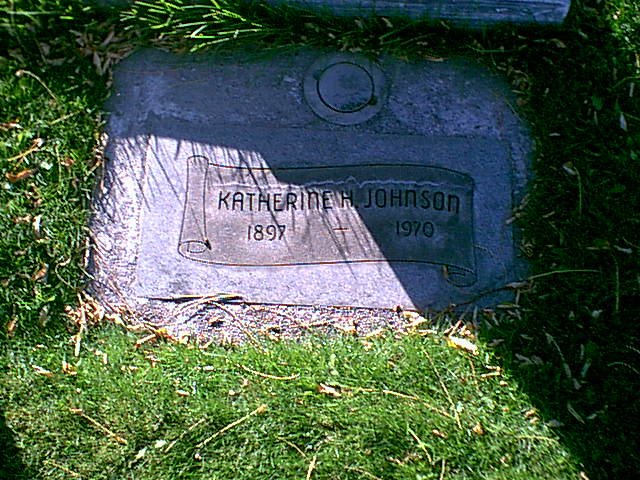 KATHERINE H. JOHNSON
1897 - 1970